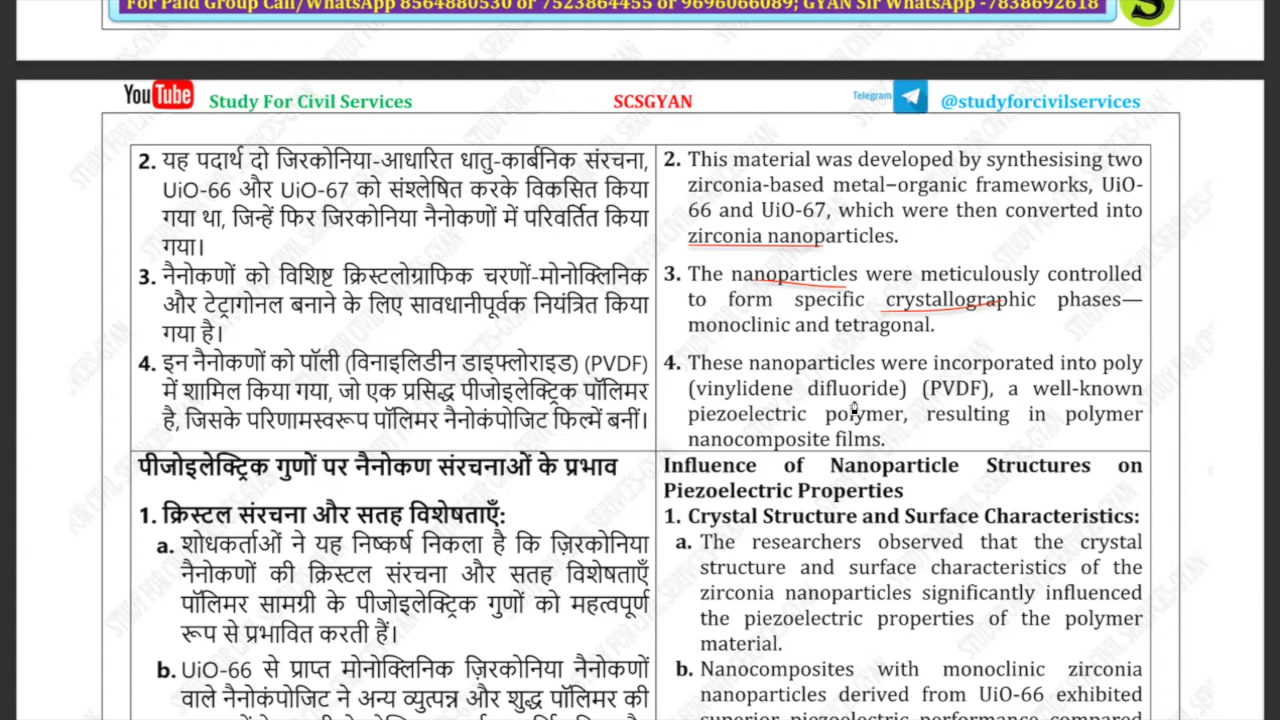 For Paid Group Call/WhatsApp 8564880530 or 7523864455 or 9696066089; GYAN Sir WhatsApp -7838692618
S
YouTube
Study For Civil Services
SCSGYAN
Telegram
@studyforcivilservices
2. यह पदार्थ दो जिरकोनिया-आधारित धातु-कार्बनिक संरचना,
UiO-66 और UiO-67 को संश्लेषित करके विकसित किया
गया था, जिन्हें फिर जिरकोनिया नैनोकणों में परिवर्तित किया
गया।
3. नैनोकणों को विशिष्ट क्रिस्टलोग्राफिक चरणों-मोनोक्लिनिक
और टेट्रागोनल बनाने के लिए सावधानीपूर्वक नियंत्रित किया
गया है।
4. इन नैनोकणों को पॉली (विनाइलिडीन डाइफ्लोराइड) (PVDF)
में शामिल किया गया, जो एक प्रसिद्ध पीजोइलेक्ट्रिक पॉलिमर
है, जिसके परिणामस्वरूप पॉलिमर नैनोकंपोजिट फिल्में बनीं।
2. This material was developed by synthesising two
zirconia-based metal–organic frameworks, UiO-
66 and UiO-67, which were then converted into
zirconia nanoparticles.
3. The nanoparticles were meticulously controlled
to form specific crystallographic phases—
monoclinic and tetragonal.
4. These nanoparticles were incorporated into poly
(vinylidene difluoride) (PVDF), a well-known
piezoelectric polymer, resulting in polymer
nanocomposite films.
पीजोइलेक्ट्रिक गुणों पर नैनोकण संरचनाओं के प्रभाव
1. क्रिस्टल संरचना और सतह विशेषताएँ:
a. शोधकर्ताओं ने यह निष्कर्ष निकला है कि ज़िरकोनिया
नैनोकणों की क्रिस्टल संरचना और सतह विशेषताएँ
पॉलिमर सामग्री के पीजोइलेक्ट्रिक गुणों को महत्वपूर्ण
रूप से प्रभावित करती हैं।
b. UiO-66 से प्राप्त मोनोक्लिनिक ज़िरकोनिया नैनोकणों
वाले नैनोकंपोजिट ने अन्य व्युत्पन्न और शुद्ध पॉलिमर की
Influence of Nanoparticle Structures on
Piezoelectric Properties
1. Crystal Structure and Surface Characteristics:
a. The researchers observed that the crystal
structure and surface characteristics of the
zirconia nanoparticles significantly influenced
the piezoelectric properties of the polymer
material.
b. Nanocomposites with monoclinic zirconia
nanoparticles derived from UiO-66 exhibited
superior piezoelectric performance compared